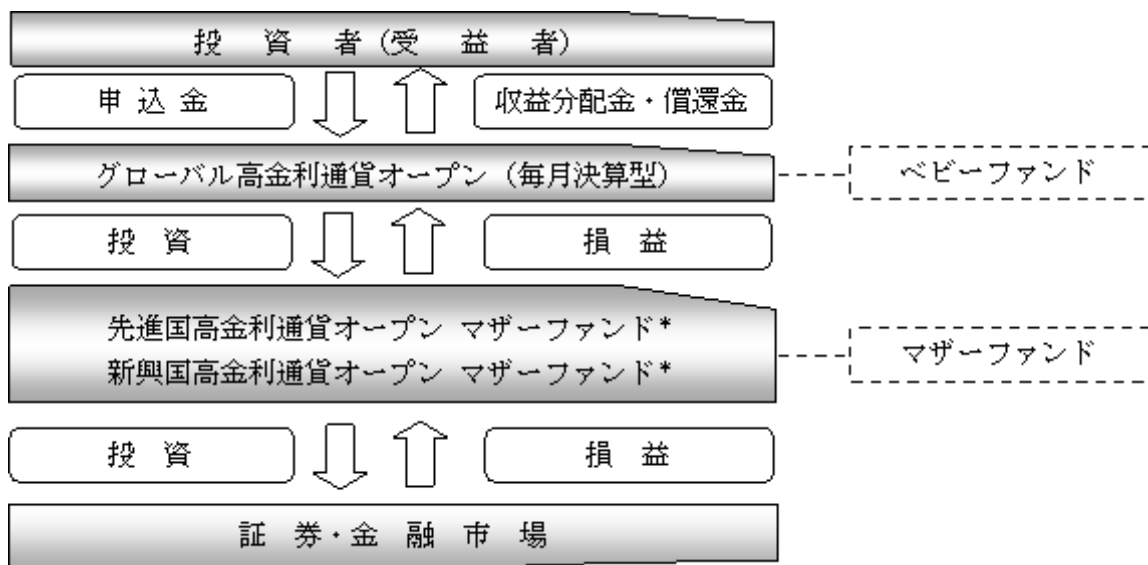 投資者(受益者)
申込金
収益分配金・償還金
グローバル高金利通貨オープン(毎月決算型)
ベビーファンド
投資
損益
先進国高金利通貨オープン マザーファンド*
新興国高金利通貨オープン マザーファンド*
マザーファンド
投資
損益
証券・金融市場